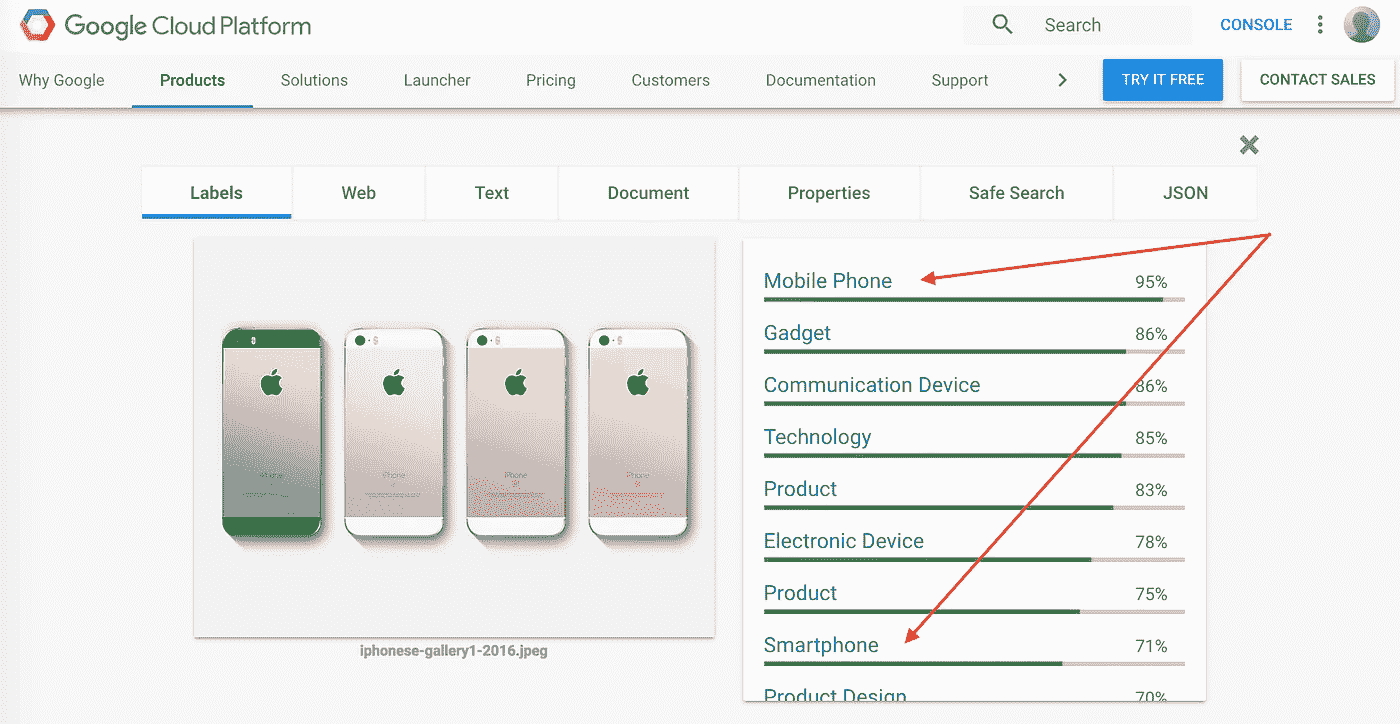 Google Cloud Platform
Search
CONSOLE
Why Google
Products
Solutions
Launcher
Pricing
Customers
Documentation
Support
TRY IT FREE
CONTACT SALES
Labels
Web
Text
Document
Properties
Safe Search
JSON
Mobile Phone 95%
Gadget 86%
Communication Device 86%
Technology 85%
Product 83%
Electronic Device 78%
Product 75%
Smartphone 71%
Product Design 70%
iPhone
iPhone
iPhone
iPhone
iphonese-gallery1-2016.jpeg